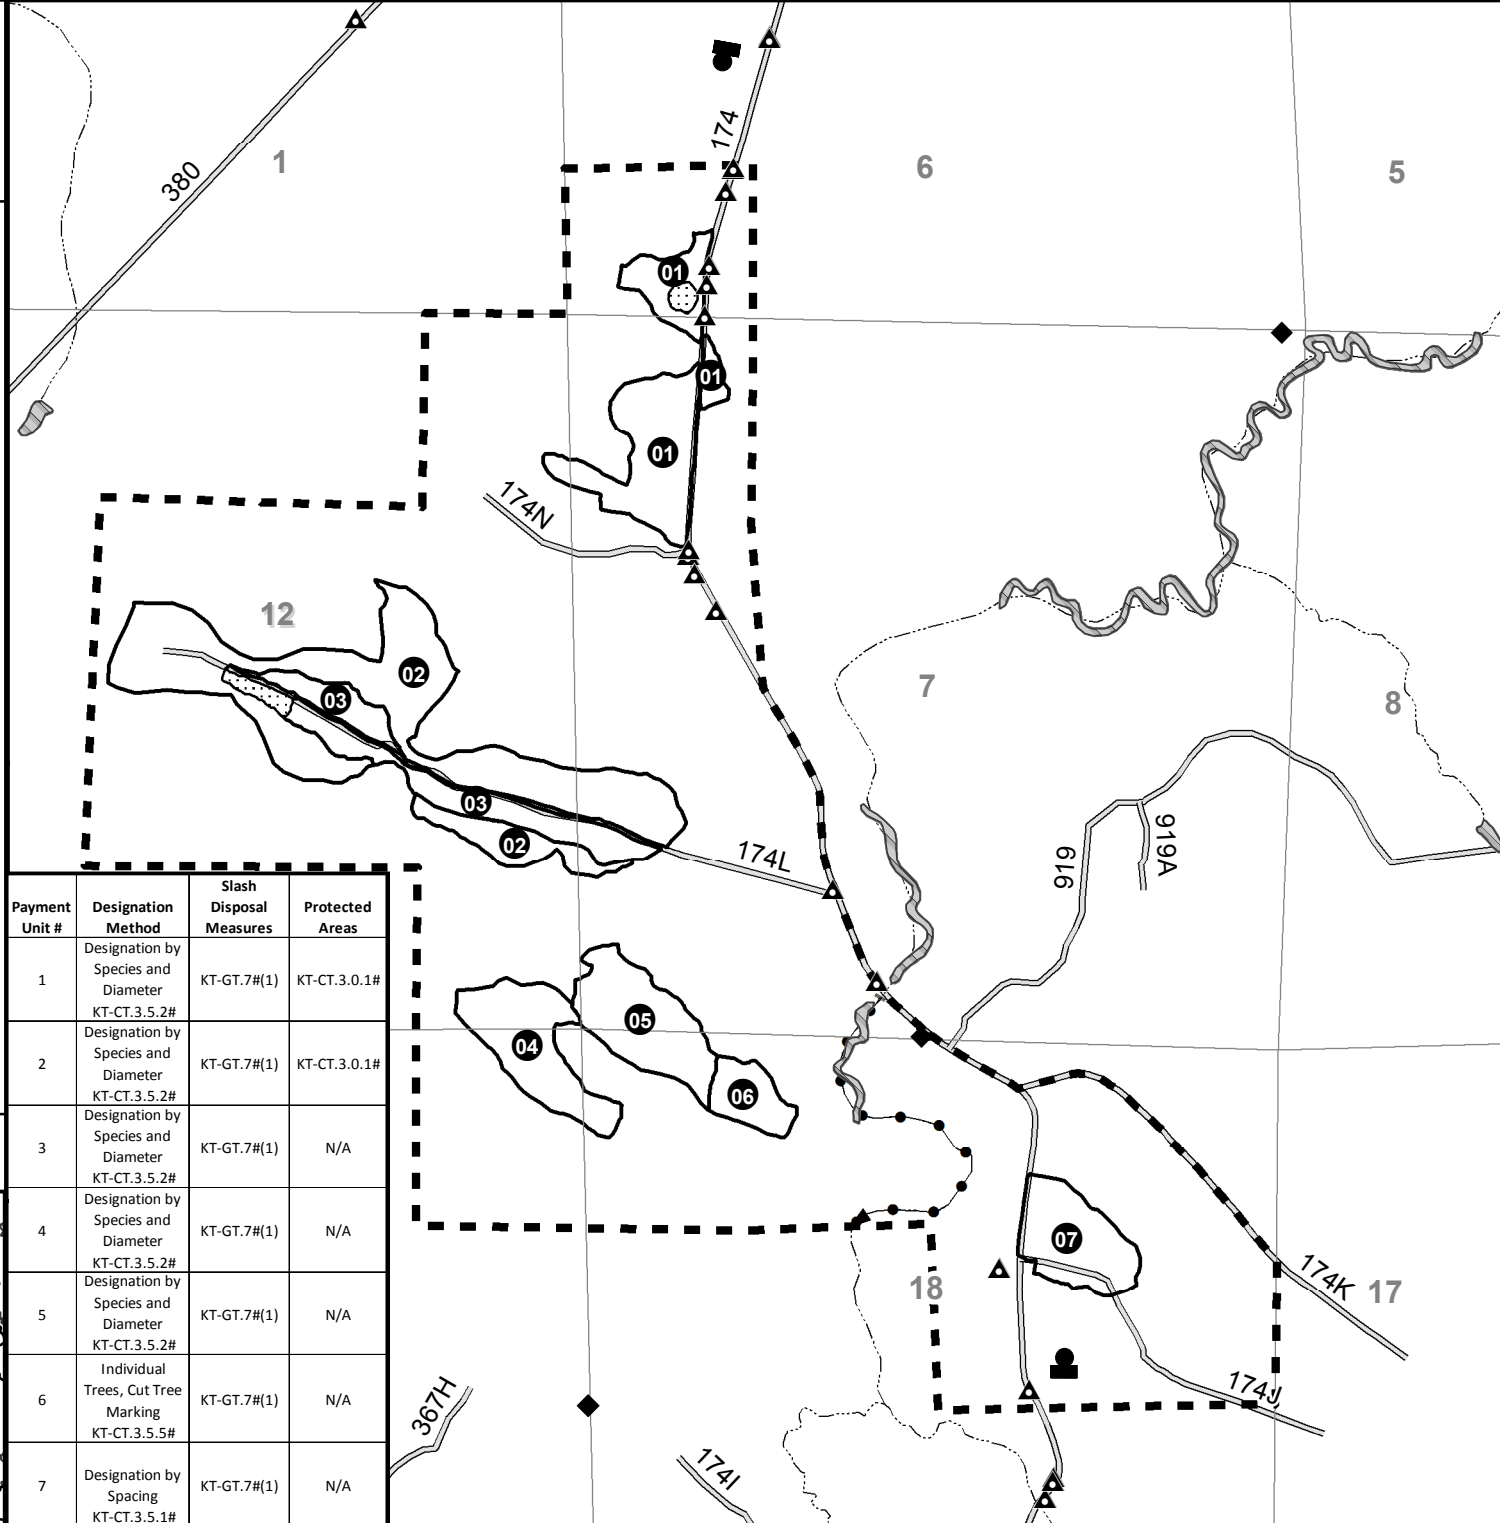 380
1
174
6
5
01
01
01
174N
12
02
03
7
8
03
02
174L
919
919A
05
04
06
07
18
174K
17
174J
367H
174I
Payment Unit # Designation Method Slash Disposal Measures Protected Areas
1 Designation by Species and Diameter KT-CT.3.5.2# KT-GT.7#(1) KT-CT.3.0.1#
2 Designation by Species and Diameter KT-CT.3.5.2# KT-GT.7#(1) KT-CT.3.0.1#
3 Designation by Species and Diameter KT-CT.3.5.2# KT-GT.7#(1) N/A
4 Designation by Species and Diameter KT-CT.3.5.2# KT-GT.7#(1) N/A
5 Designation by Species and Diameter KT-CT.3.5.2# KT-GT.7#(1) N/A
6 Individual Trees, Cut Tree Marking KT-CT.3.5.5# KT-GT.7#(1) N/A
7 Designation by Spacing KT-CT.3.5.1# KT-GT.7#(1) N/A